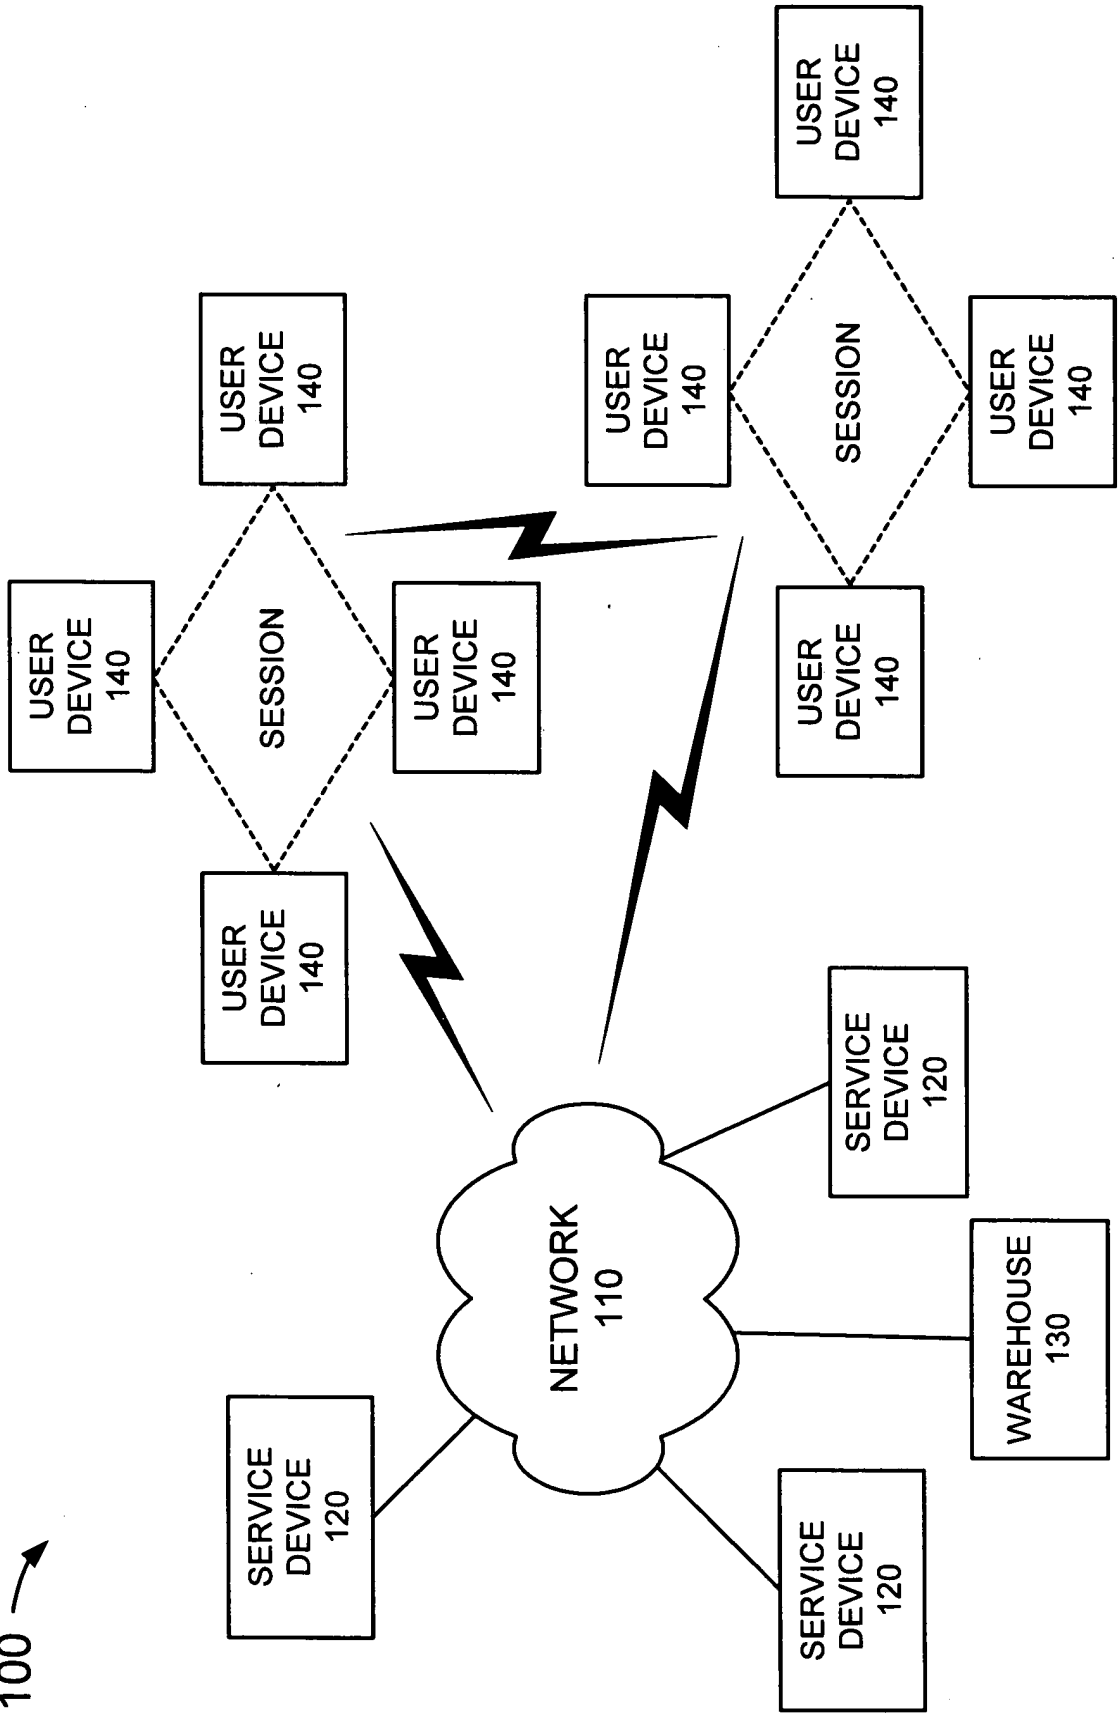 100
SERVICE
DEVICE
120
NETWORK
110
SERVICE
DEVICE
120
WAREHOUSE
130
SERVICE
DEVICE
120
USER
DEVICE
140
USER
DEVICE
140
SESSION
USER
DEVICE
140
USER
DEVICE
140
USER
DEVICE
140
USER
DEVICE
140
SESSION
USER
DEVICE
140
USER
DEVICE
140